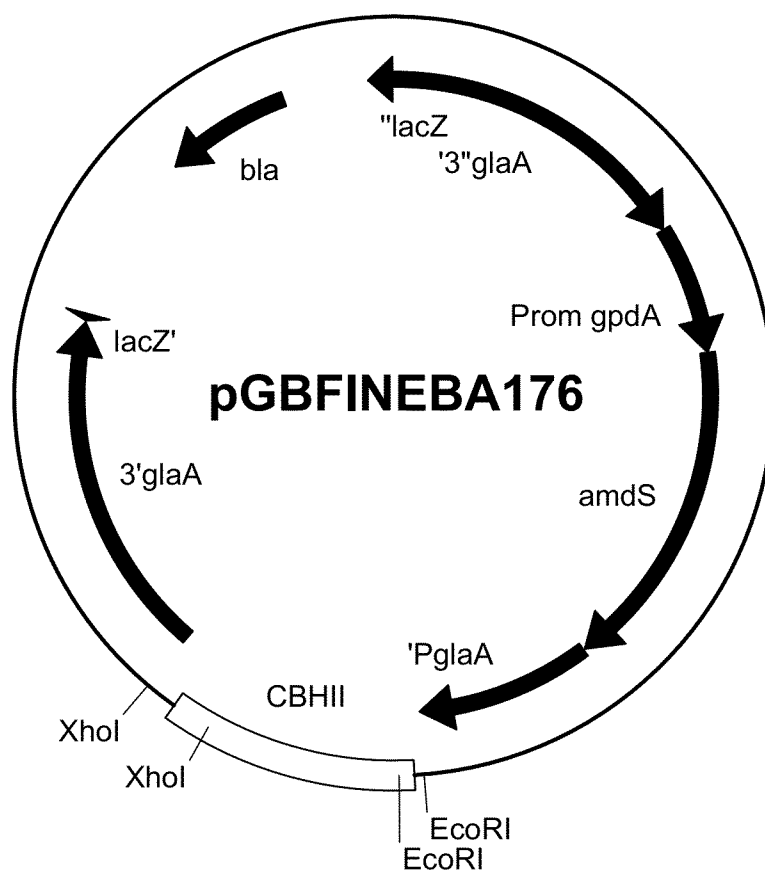 "lacZ
'3"glaA
bla
Prom gpdA
lacZ'
pGBFINEBA176
3'glaA
amdS
'PglaA
CBHII
XhoI
XhoI
EcoRI
EcoRI